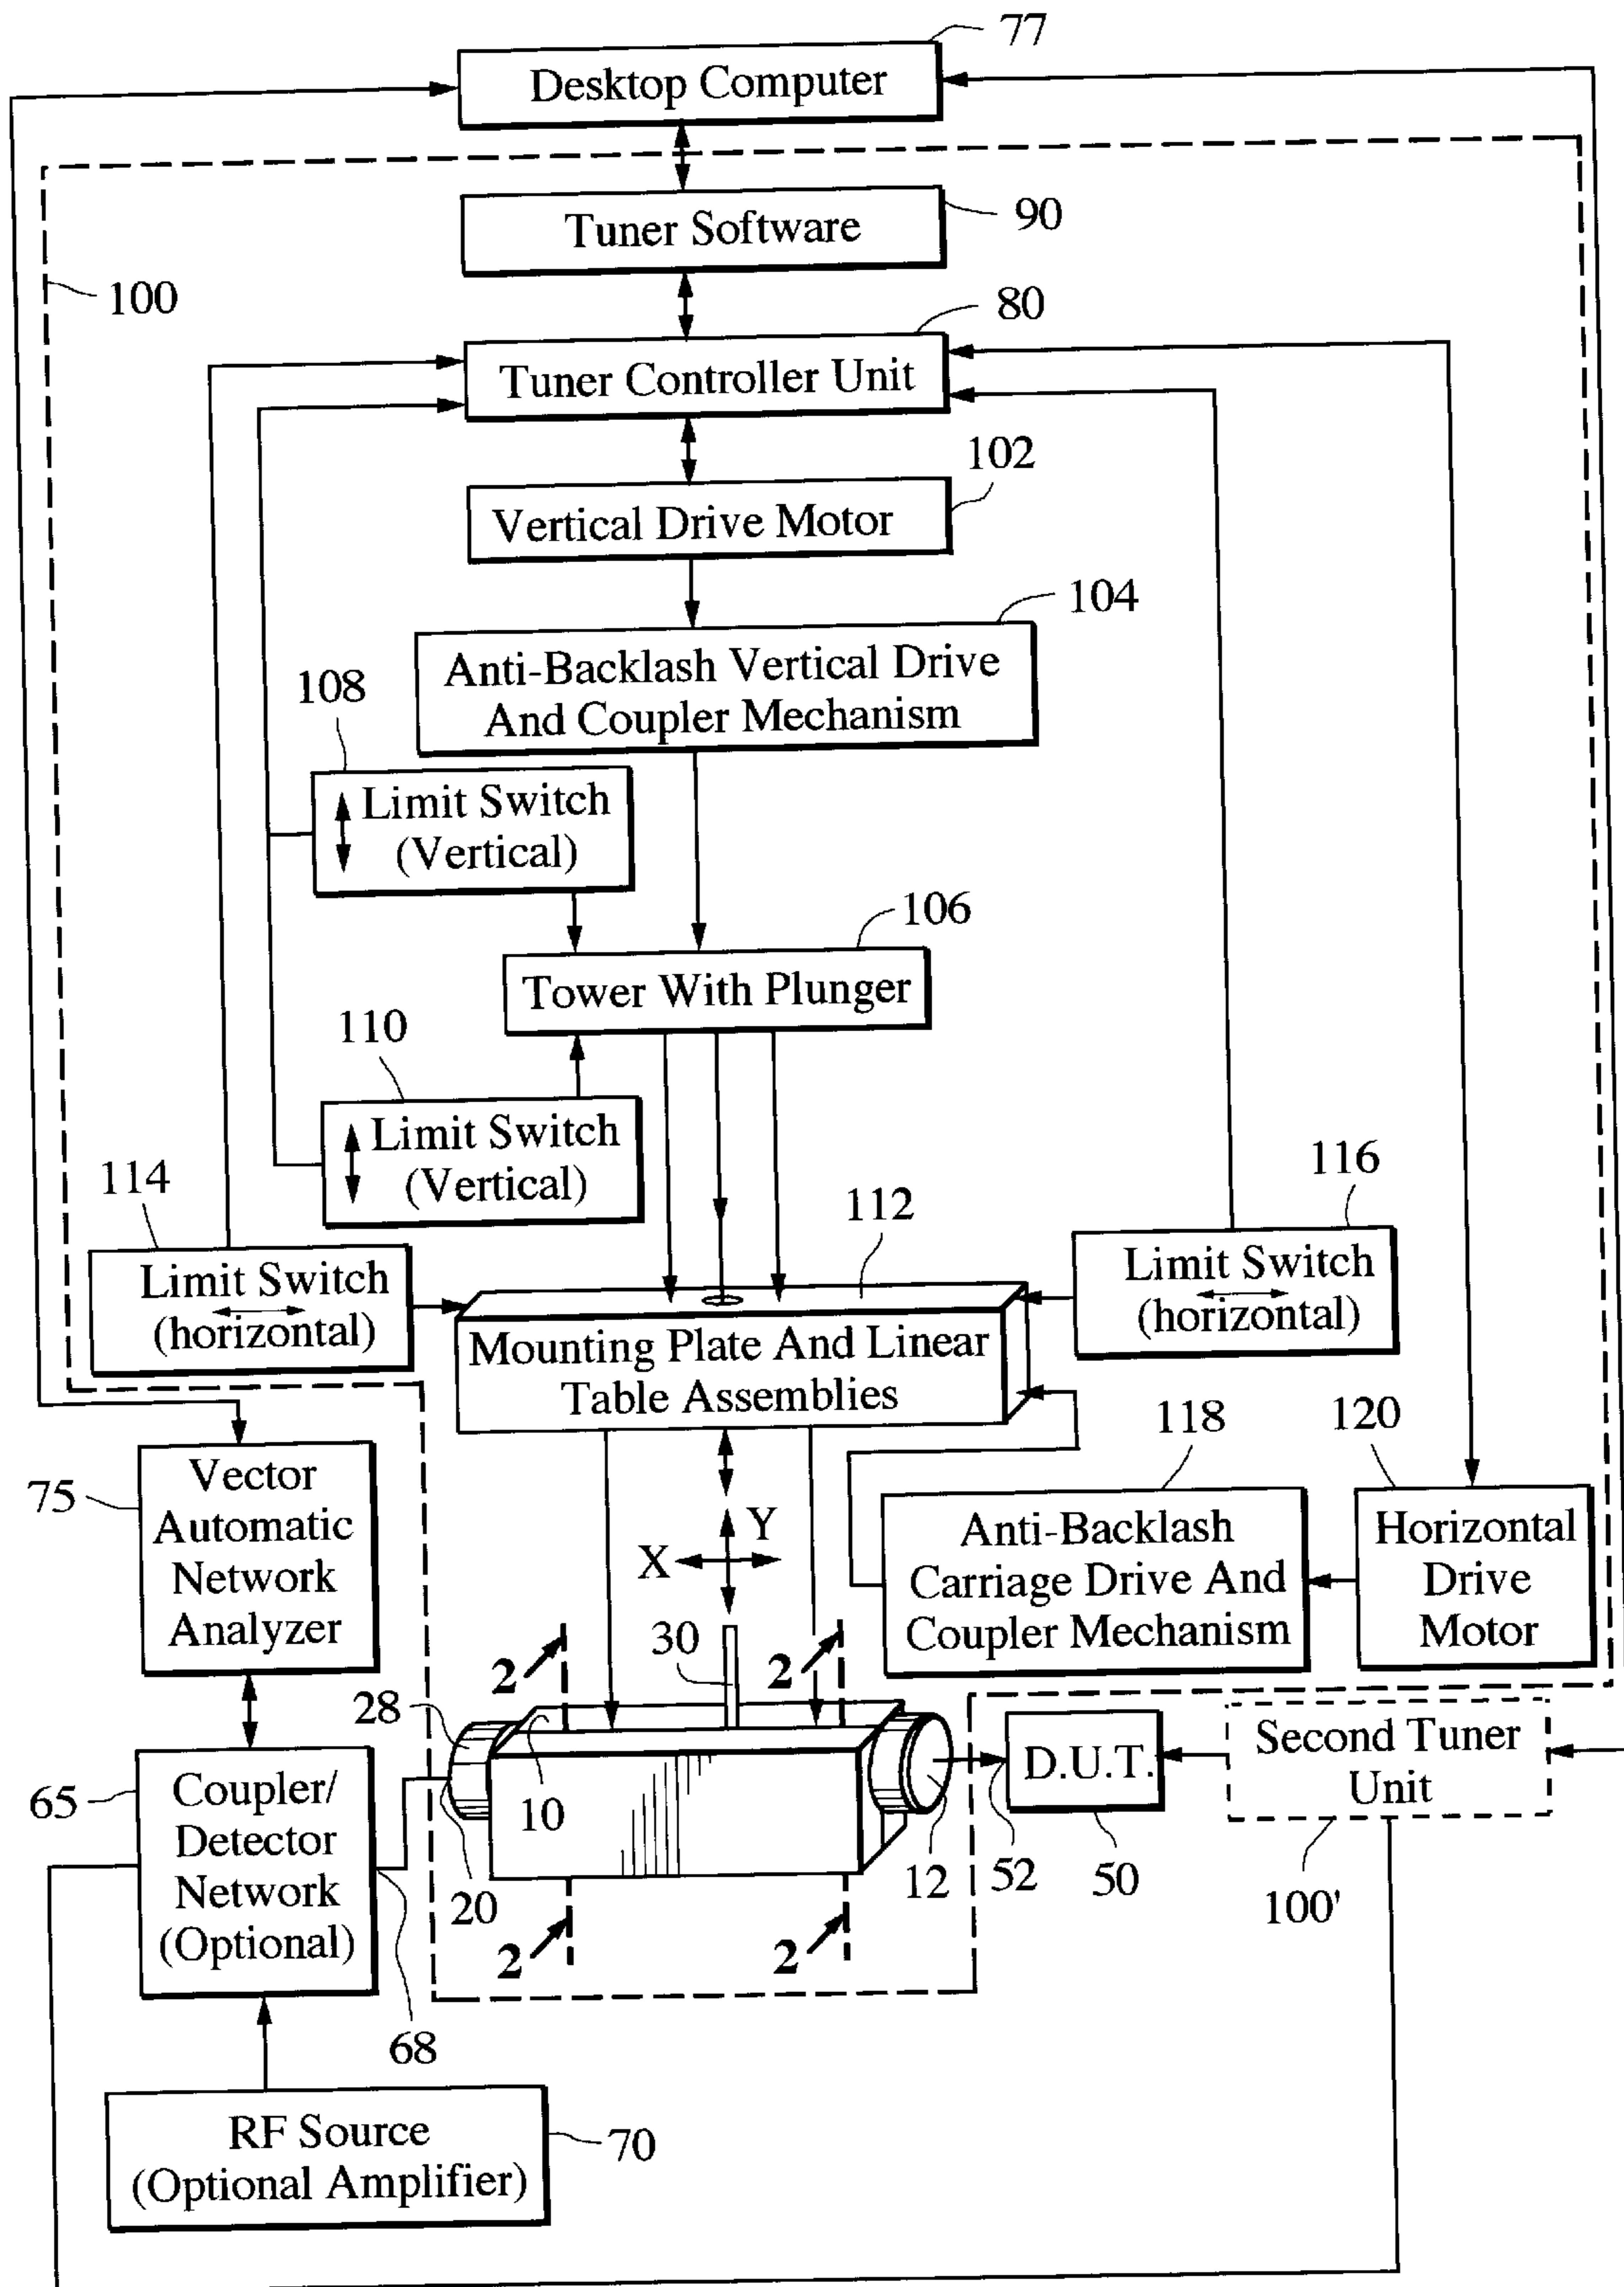 77
Desktop Computer
Tuner Software
90
100
80
Tuner Controller Unit
102
Vertical Drive Motor
104
Anti-Backlash Vertical Drive
And Coupler Mechanism
108
Limit Switch
(Vertical)
106
Tower With Plunger
110
Limit Switch
(Vertical)
114
Limit Switch
(horizontal)
112
116
Limit Switch
(horizontal)
Mounting Plate And Linear
Table Assemblies
118
120
75
Vector
Automatic
Network
Analyzer
Y
X
Anti-Backlash
Carriage Drive And
Coupler Mechanism
Horizontal
Drive
Motor
30
2
2
28
10
D.U.T.
Second Tuner
Unit
65
Coupler/
Detector
Network
(Optional)
20
12
52
50
100'
2
2
68
RF Source
(Optional Amplifier)
70